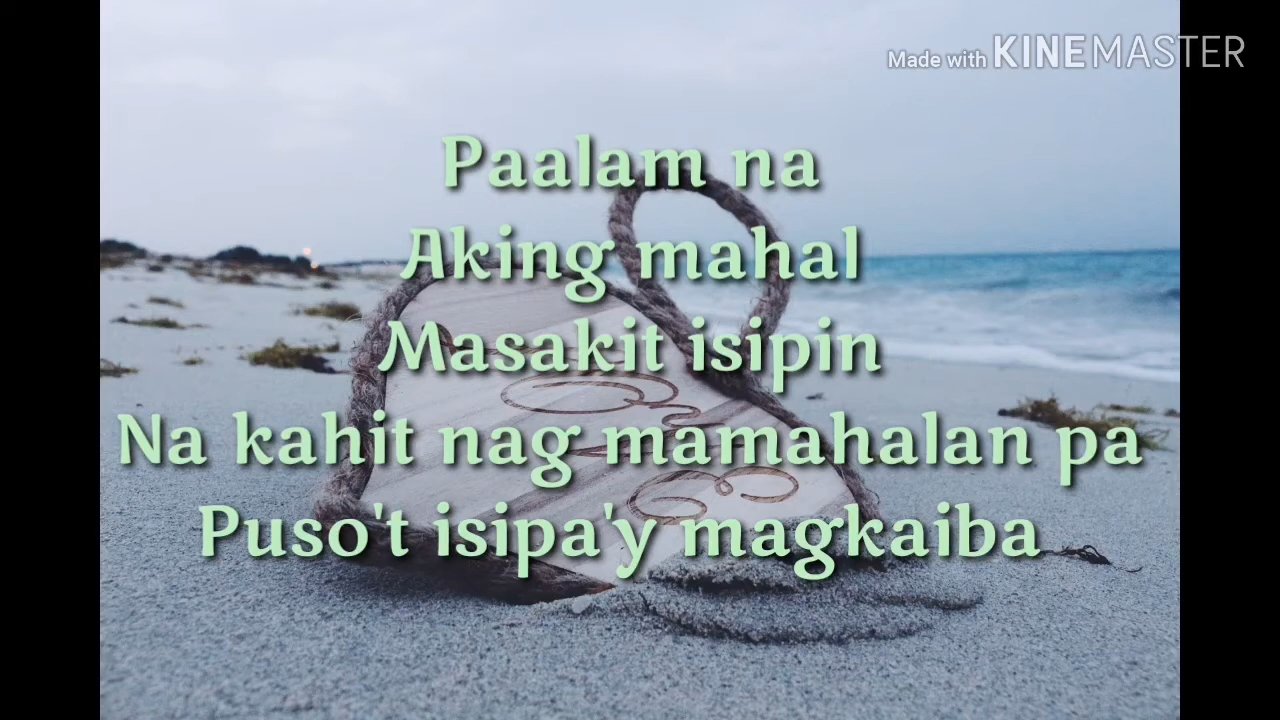 Made with KINEMASTER
Paalam na
Aking mahal
Masakit isipin
Na kahit nag mamahalan pa
Puso't isipa'y magkaiba